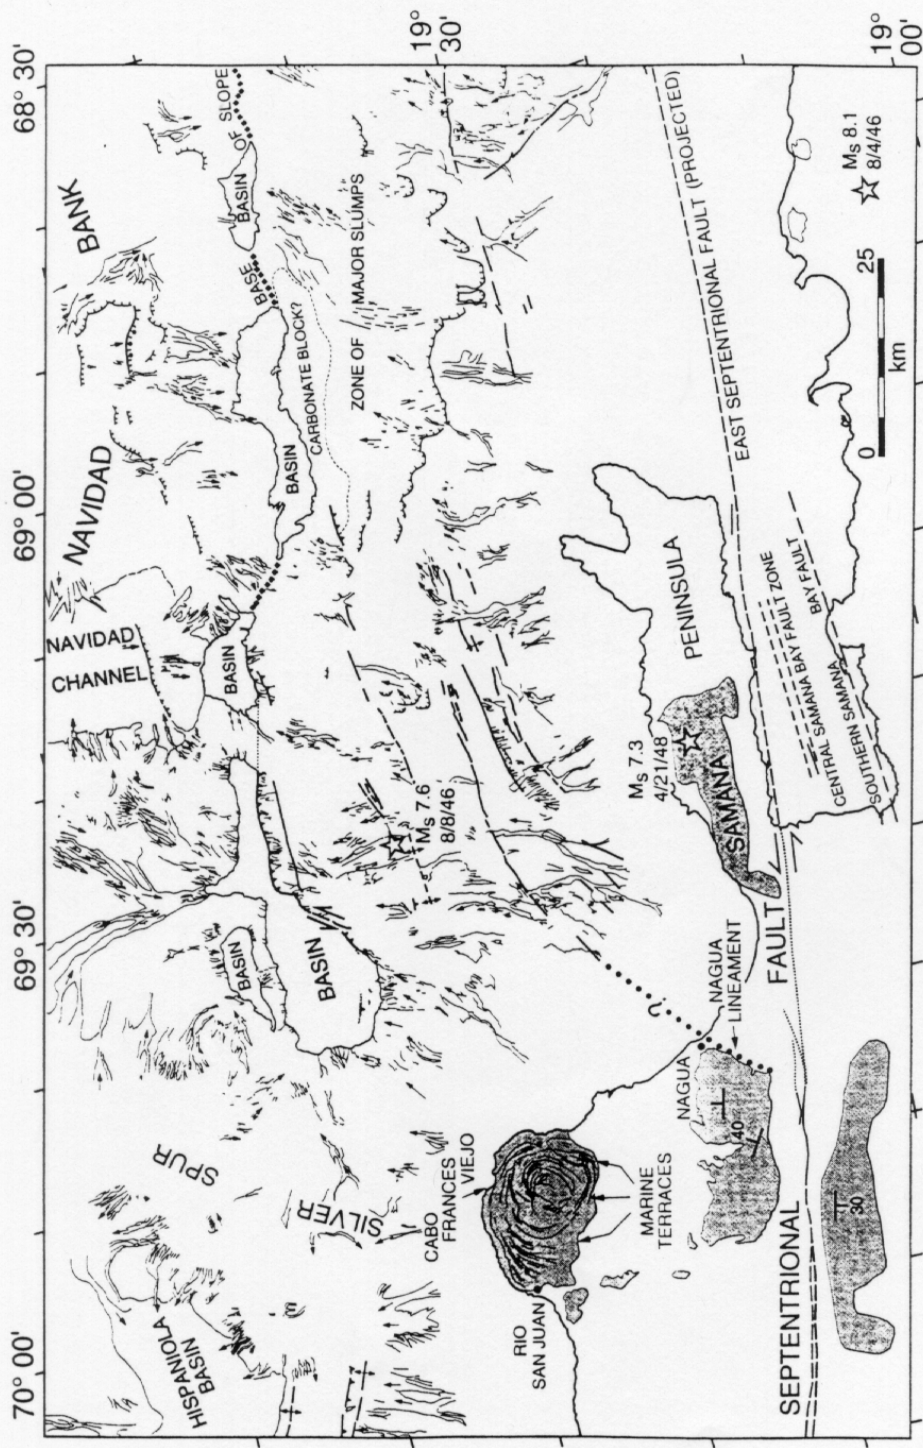 70° 00'
69° 30'
69° 00'
68° 30'
HISPANIOLA
BASIN
SILVER
SPUR
NAVIDAD
CHANNEL
NAVIDAD
BANK
BASIN
BASIN
BASIN
BASIN
BASE
BASIN
OF
SLOPE
CARBONATE BLOCK?
ZONE OF
MAJOR SLUMPS
19°
30'
Ms 7.6
8/8/46
CABO
FRANCES
VIEJO
RIO
SAN JUAN
MARINE
TERRACES
NAGUA
NAGUA
LINEAMENT
?
40
30
Ms 7.3
4/21/48
SAMANA
PENINSULA
SEPTENTRIONAL
FAULT
EAST SEPTENTRIONAL FAULT (PROJECTED)
CENTRAL SAMANA BAY FAULT ZONE
SOUTHERN SAMANA
BAY FAULT
0
25
km
Ms 8.1
8/4/46
19°
00'